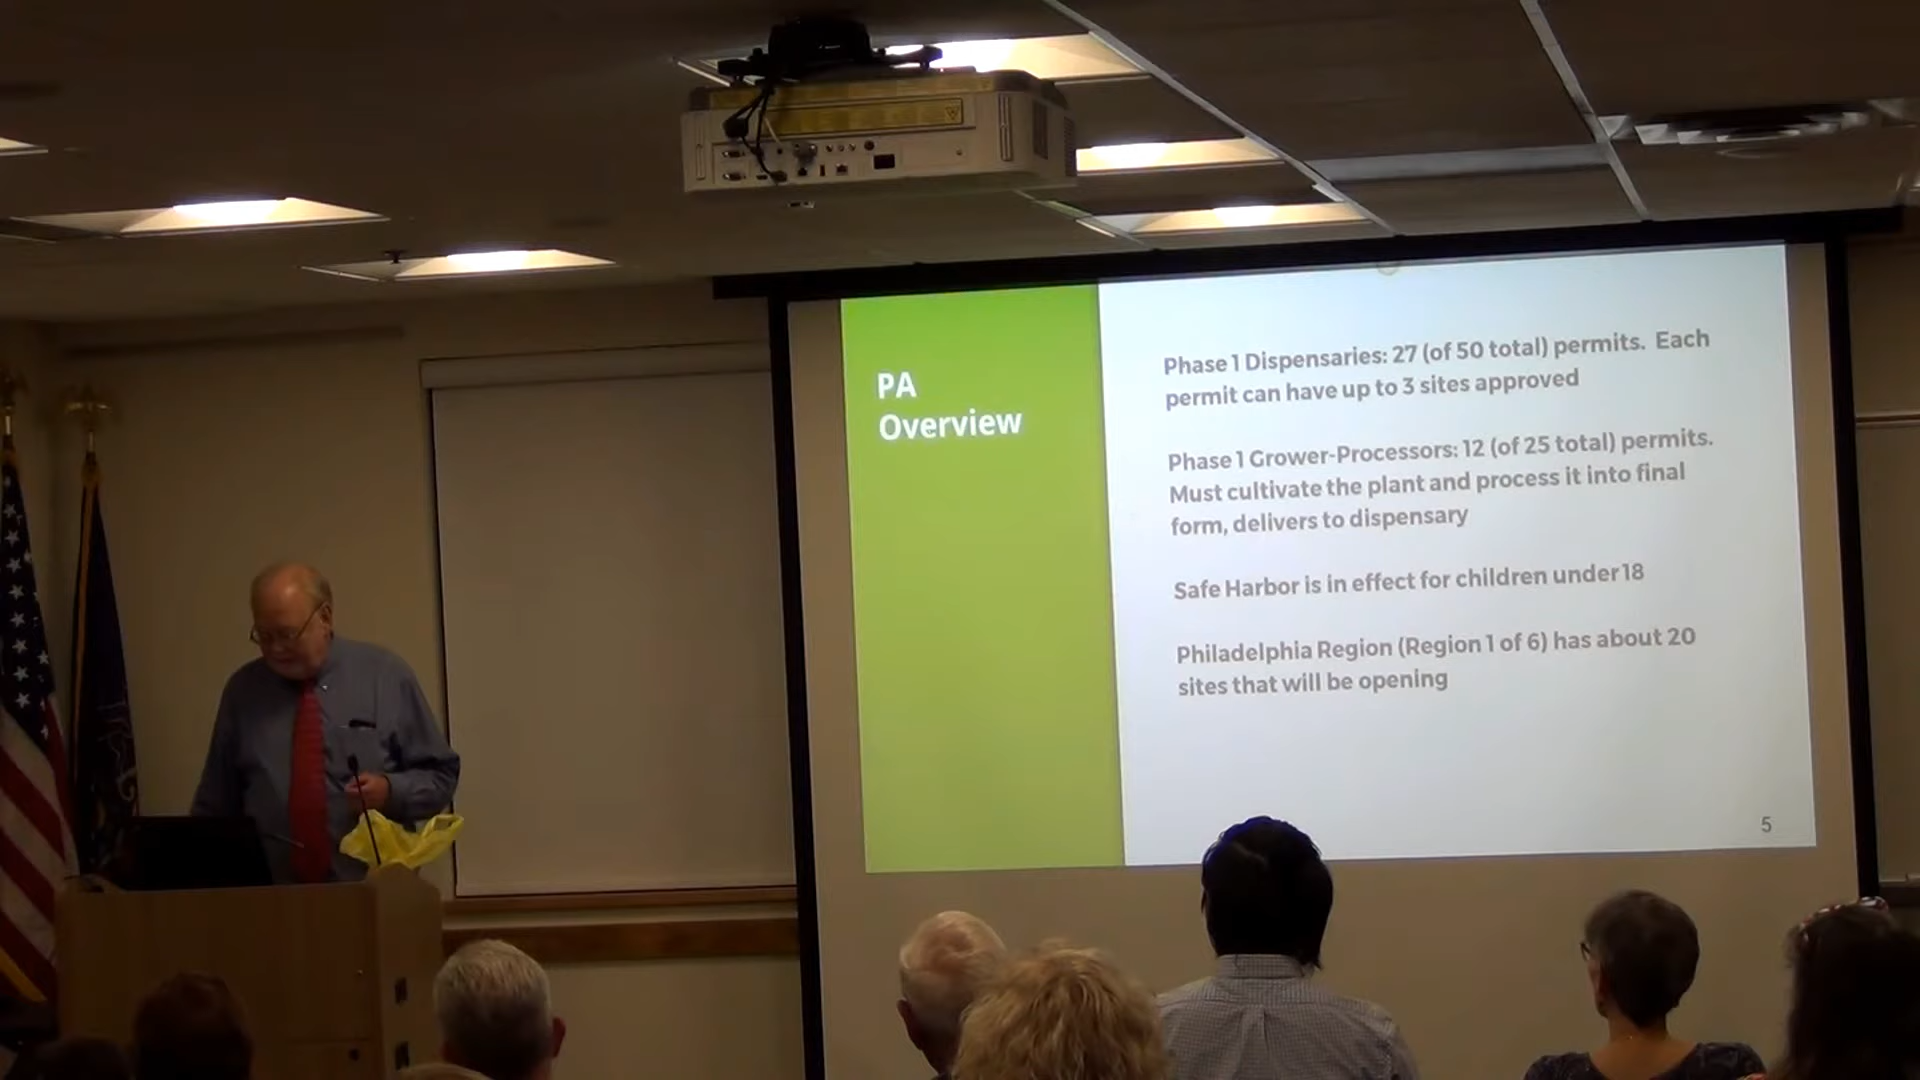 PA
Overview
Phase 1 Dispensaries: 27 (of 50 total) permits. Each
permit can have up to 3 sites approved
Phase 1 Grower-Processors: 12 (of 25 total) permits.
Must cultivate the plant and process it into final
form, delivers to dispensary
Safe Harbor is in effect for children under 18
Philadelphia Region (Region 1 of 6) has about 20
sites that will be opening
5